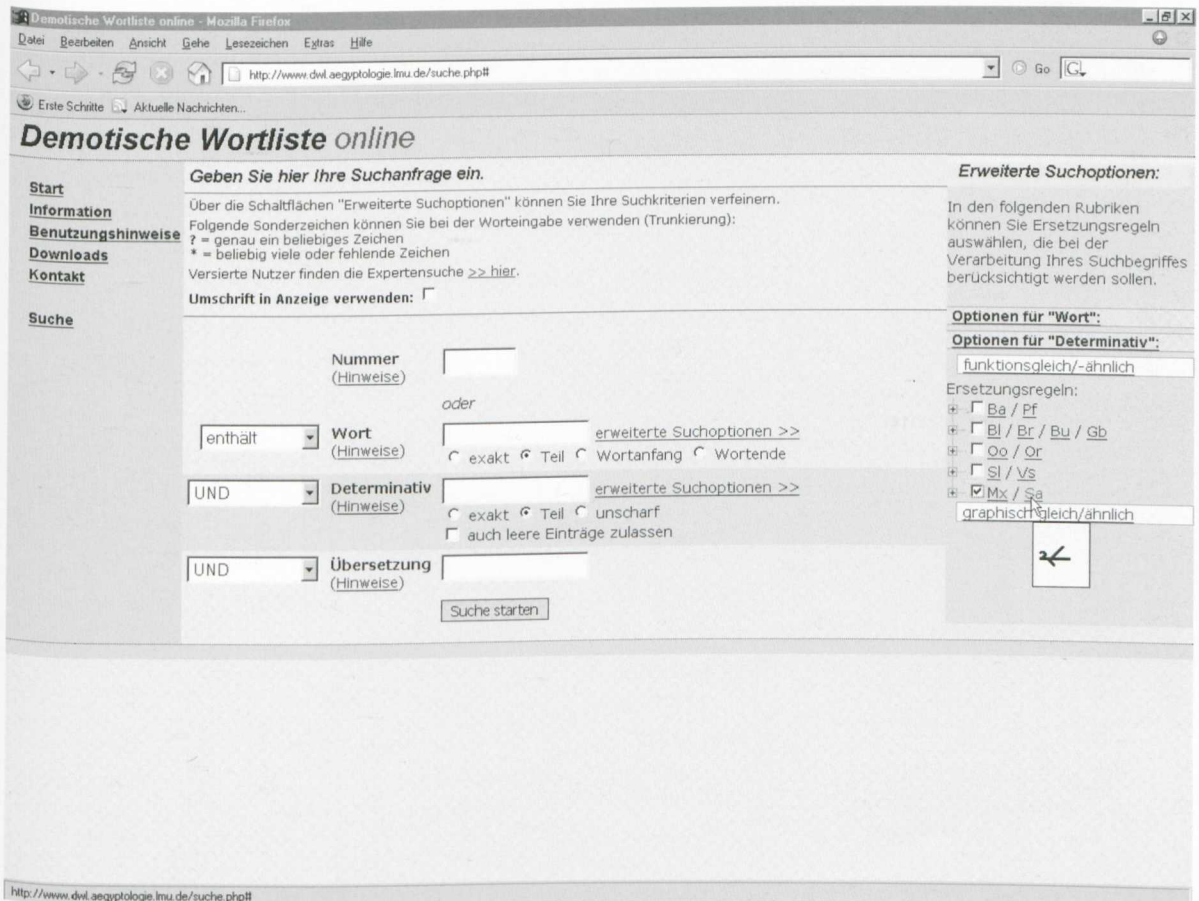 Demotische Wortliste online - Mozilla Firefox
Datei Bearbeiten Ansicht Gehe Lesezeichen Extras Hilfe
http://www.dwl.aegyptologie.lmu.de/suche.php#
Go
Erste Schritte Aktuelle Nachrichten...
Demotische Wortliste online
Start
Information
Benutzungshinweise
Downloads
Kontakt
Suche
Geben Sie hier Ihre Suchanfrage ein.
Über die Schaltflächen "Erweiterte Suchoptionen" können Sie Ihre Suchkriterien verfeinern.
Folgende Sonderzeichen können Sie bei der Worteingabe verwenden (Trunkierung):
? = genau ein beliebiges Zeichen
* = beliebig viele oder fehlende Zeichen
Versierte Nutzer finden die Expertensuche >> hier.
Umschrift in Anzeige verwenden:
Nummer
(Hinweise)
oder
enthält Wort erweiterte Suchoptionen >>
(Hinweise) exakt Teil Wortanfang Wortende
UND Determinativ erweiterte Suchoptionen >>
(Hinweise) exakt Teil unscharf
auch leere Einträge zulassen
UND Übersetzung
(Hinweise)
Suche starten
Erweiterte Suchoptionen:
In den folgenden Rubriken
können Sie Ersetzungsregeln
auswählen, die bei der
Verarbeitung Ihres Suchbegriffes
berücksichtigt werden sollen.
Optionen für "Wort":
Optionen für "Determinativ":
funktionsgleich/-ähnlich
Ersetzungsregeln:
Ba / Pf
Bl / Br / Bu / Gb
Oo / Or
Sl / Vs
Mx / Sa
graphisch gleich/ähnlich
http://www.dwl.aegyptologie.lmu.de/suche.php#